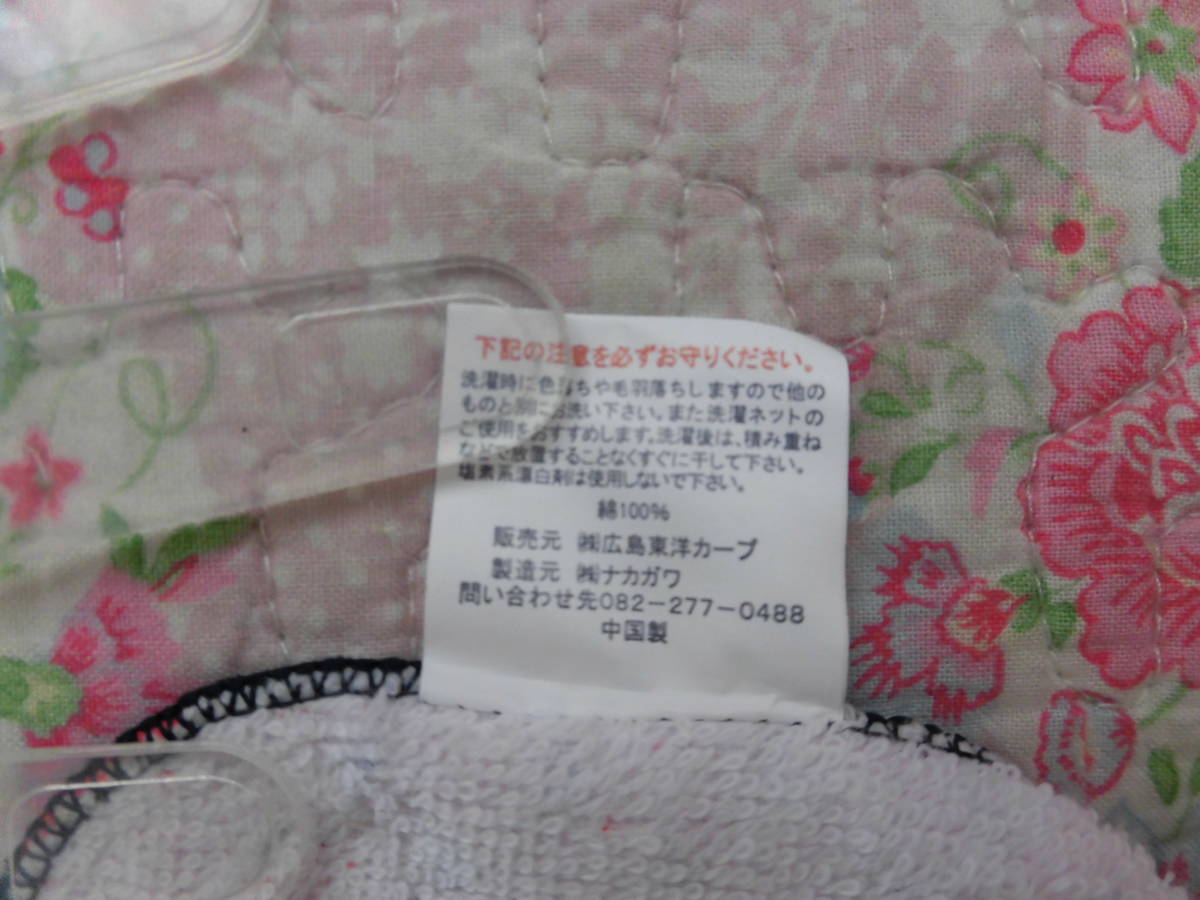 下記の注意を必ずお守りください。
洗濯時に色落ちや毛羽落ちしますので他の
ものと別にお洗い下さい。また洗濯ネットの
ご使用をおすすめします。洗濯後は、積み重ね
などで放置することなくすぐに干して下さい。
塩素系漂白剤は使用しないで下さい。
綿100%
販売元 ㈱広島東洋カープ
製造元 ㈱ナカガワ
問い合わせ先082-277-0488
中国製